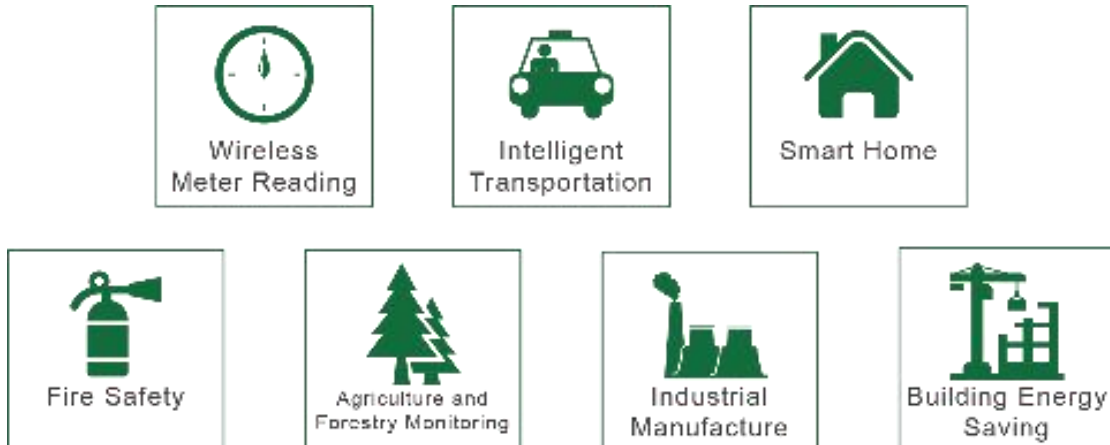 Wireless
Meter Reading
Intelligent
Transportation
Smart Home
Fire Safety
Agriculture and
Forestry Monitoring
Industrial
Manufacture
Building Energy
Saving